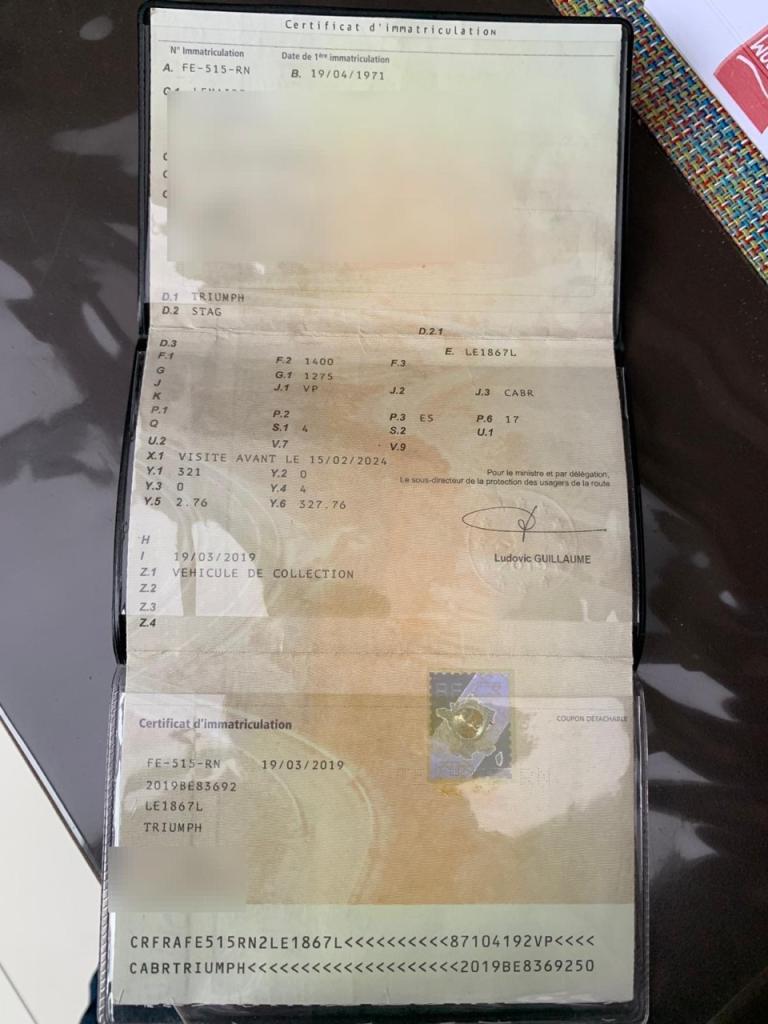 Certificat d'immatriculation
N° Immatriculation Date de 1ère immatriculation
A. FE-515-RN B. 19/04/1971
D.1 TRIUMPH
D.2 STAG
D.2.1
D.3 E. LE1867L
F.1 F.2 1400 F.3
G G.1 1275
J J.1 VP J.2 J.3 CABR
K
P.1 P.2 P.3 ES P.6 17
Q S.1 4 S.2 U.1
U.2 V.7 V.9
X.1 VISITE AVANT LE 15/02/2024
Y.1 321 Y.2 0 Pour le ministre et par délégation,
Y.3 0 Y.4 4 Le sous-directeur de la protection des usagers de la route
Y.5 2.76 Y.6 327.76
H
I 19/03/2019 Ludovic GUILLAUME
Z.1 VEHICULE DE COLLECTION
Z.2
Z.3
Z.4
Certificat d'immatriculation COUPON DÉTACHABLE
FE-515-RN 19/03/2019
2019BE83692
LE1867L
TRIUMPH
CRFRAFE515RN2LE1867L<<<<<<<<<<87104192VP<<<<
CABRTRIUMPH<<<<<<<<<<<<<<<<<<<<<2019BE8369250